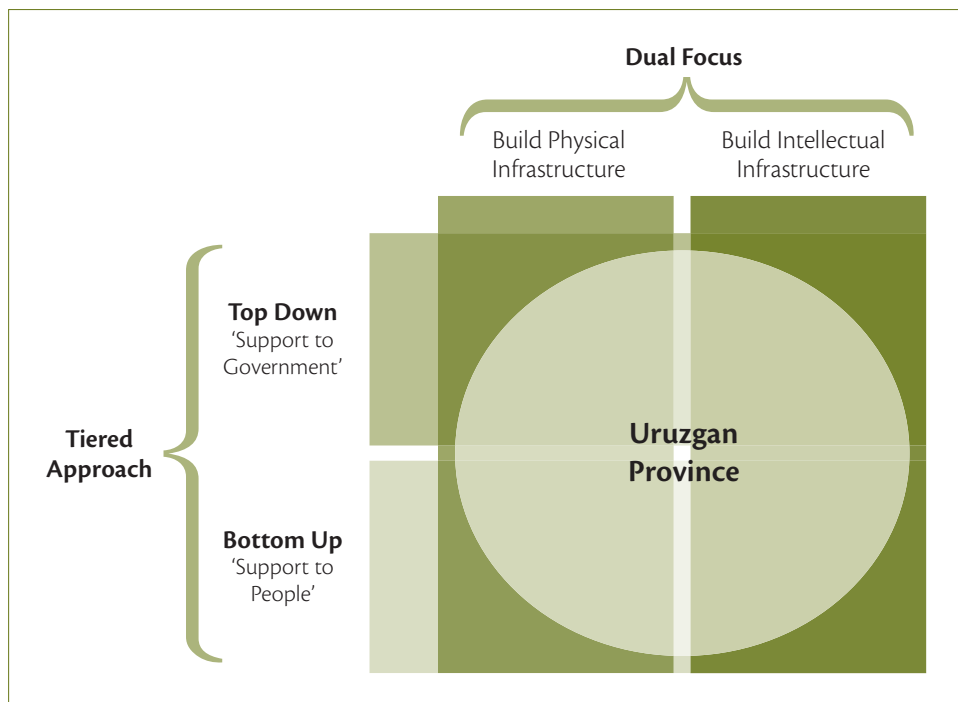 Dual Focus
Build Physical
Infrastructure
Build Intellectual
Infrastructure
Top Down
‘Support to
Government’
Tiered
Approach
Uruzgan
Province
Bottom Up
‘Support to
People’